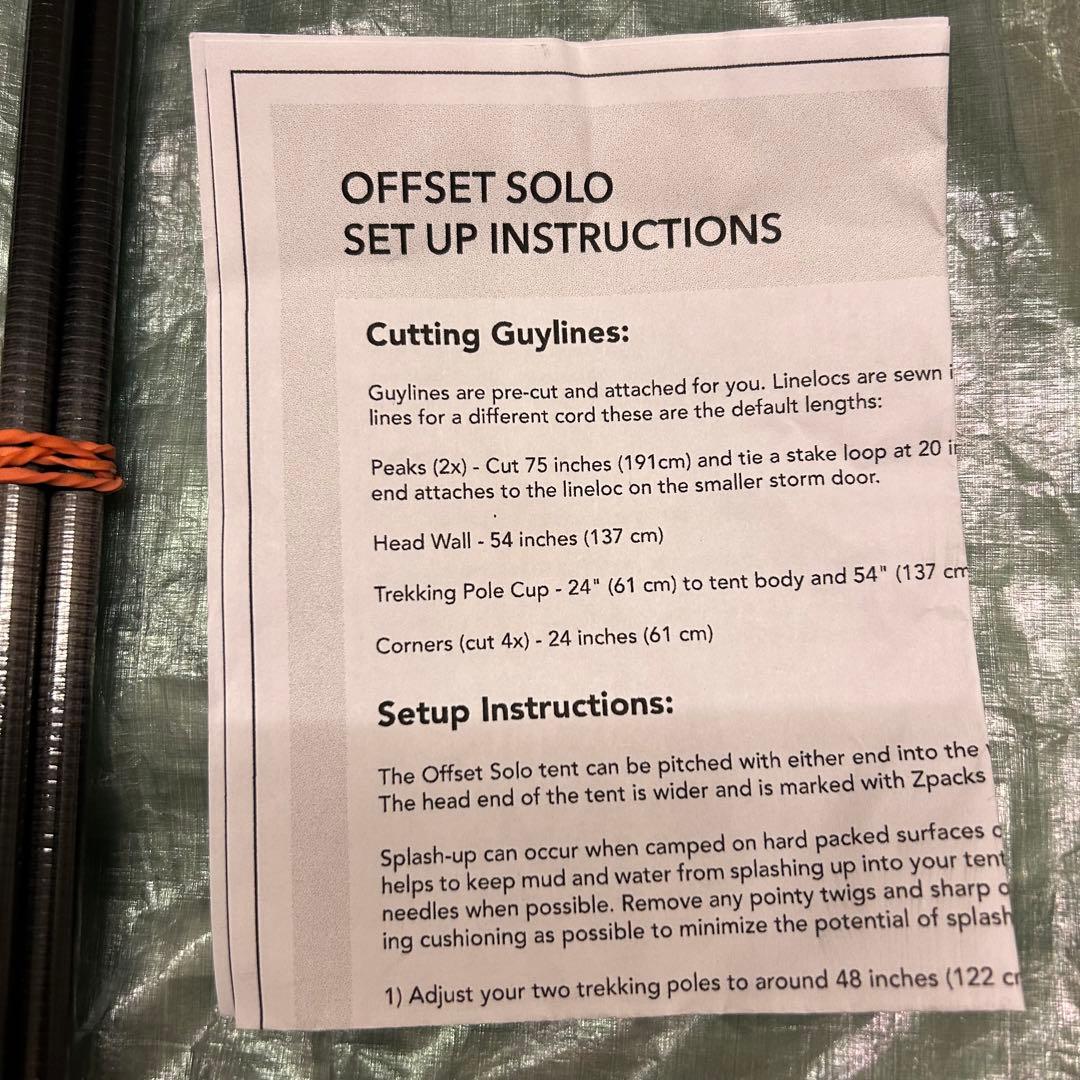 OFFSET SOLO
SET UP INSTRUCTIONS
Cutting Guylines:
Guylines are pre-cut and attached for you. Linelocs are sewn
lines for a different cord these are the default lengths:
Peaks (2x) - Cut 75 inches (191cm) and tie a stake loop at 20
end attaches to the lineloc on the smaller storm door.
Head Wall - 54 inches (137 cm)
Trekking Pole Cup - 24" (61 cm) to tent body and 54" (137 cm
Corners (cut 4x) - 24 inches (61 cm)
Setup Instructions:
The Offset Solo tent can be pitched with either end into the
The head end of the tent is wider and is marked with Zpacks
Splash-up can occur when camped on hard packed surfaces
helps to keep mud and water from splashing up into your tent
needles when possible. Remove any pointy twigs and sharp
ing cushioning as possible to minimize the potential of splash
1) Adjust your two trekking poles to around 48 inches (122